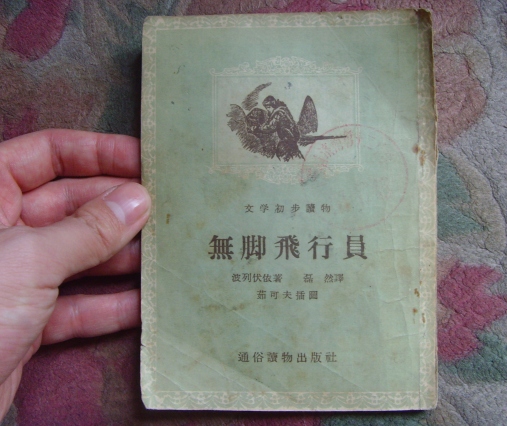 文学初步讀物
無脚飛行員
波列伏依著 磊然譯
茹可夫插圖
通俗讀物出版社